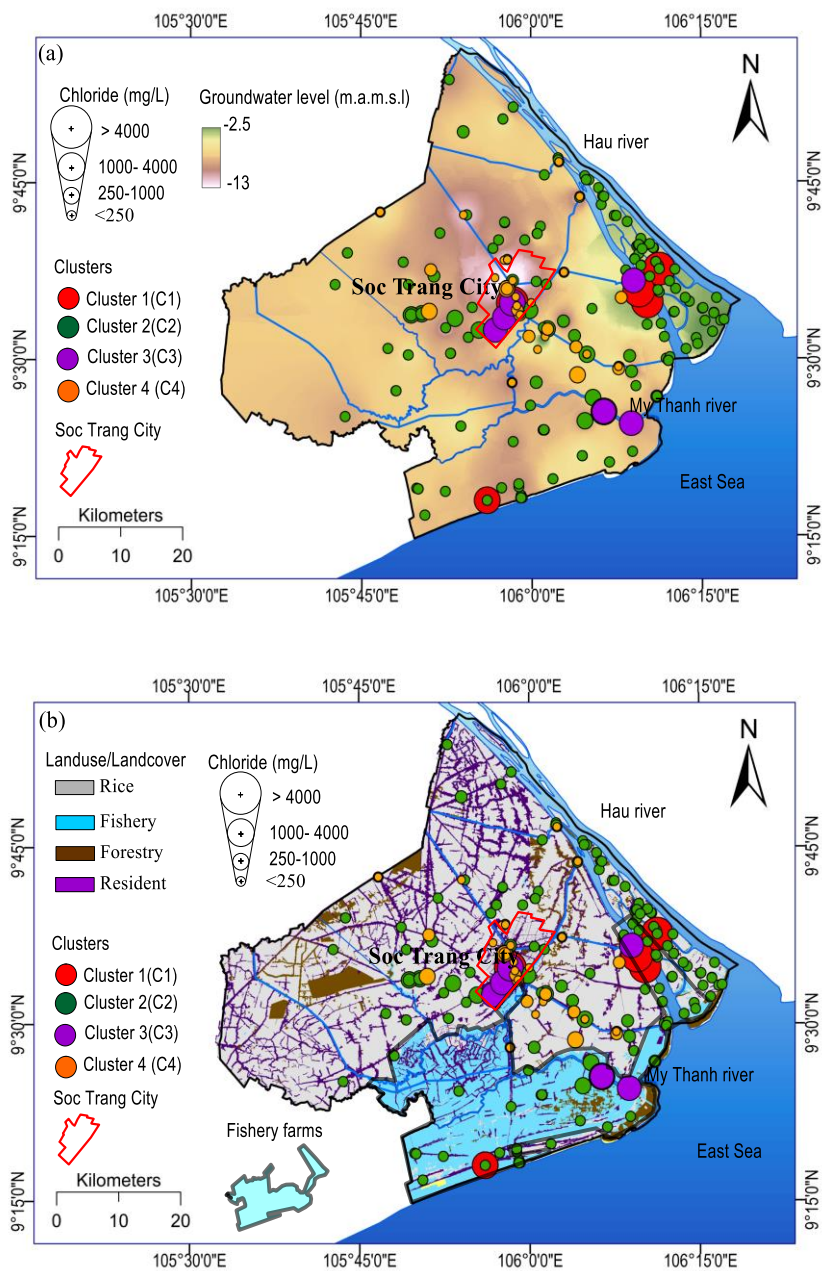 105°30'0"E 105°45'0"E 106°0'0"E 106°15'0"E
(a)
N
Chloride (mg/L)
> 4000
1000- 4000
250-1000
<250
Groundwater level (m.a.m.s.l)
-2.5
-13
Hau river
9°45'0"N 9°45'0"N
Clusters
Cluster 1(C1)
Cluster 2(C2)
Cluster 3(C3)
Cluster 4 (C4)
Soc Trang City
Soc Trang City
9°30'0"N 9°30'0"N
My Thanh river
East Sea
Kilometers
0 10 20
9°15'0"N 9°15'0"N
105°30'0"E 105°45'0"E 106°0'0"E 106°15'0"E
105°30'0"E 105°45'0"E 106°0'0"E 106°15'0"E
(b)
N
Landuse/Landcover
Rice
Fishery
Forestry
Resident
Chloride (mg/L)
> 4000
1000- 4000
250-1000
<250
Hau river
9°45'0"N 9°45'0"N
Clusters
Cluster 1(C1)
Cluster 2(C2)
Cluster 3(C3)
Cluster 4 (C4)
Soc Trang City
Soc Trang City
9°30'0"N 9°30'0"N
My Thanh river
Fishery farms
East Sea
Kilometers
0 10 20
9°15'0"N 9°15'0"N
105°30'0"E 105°45'0"E 106°0'0"E 106°15'0"E